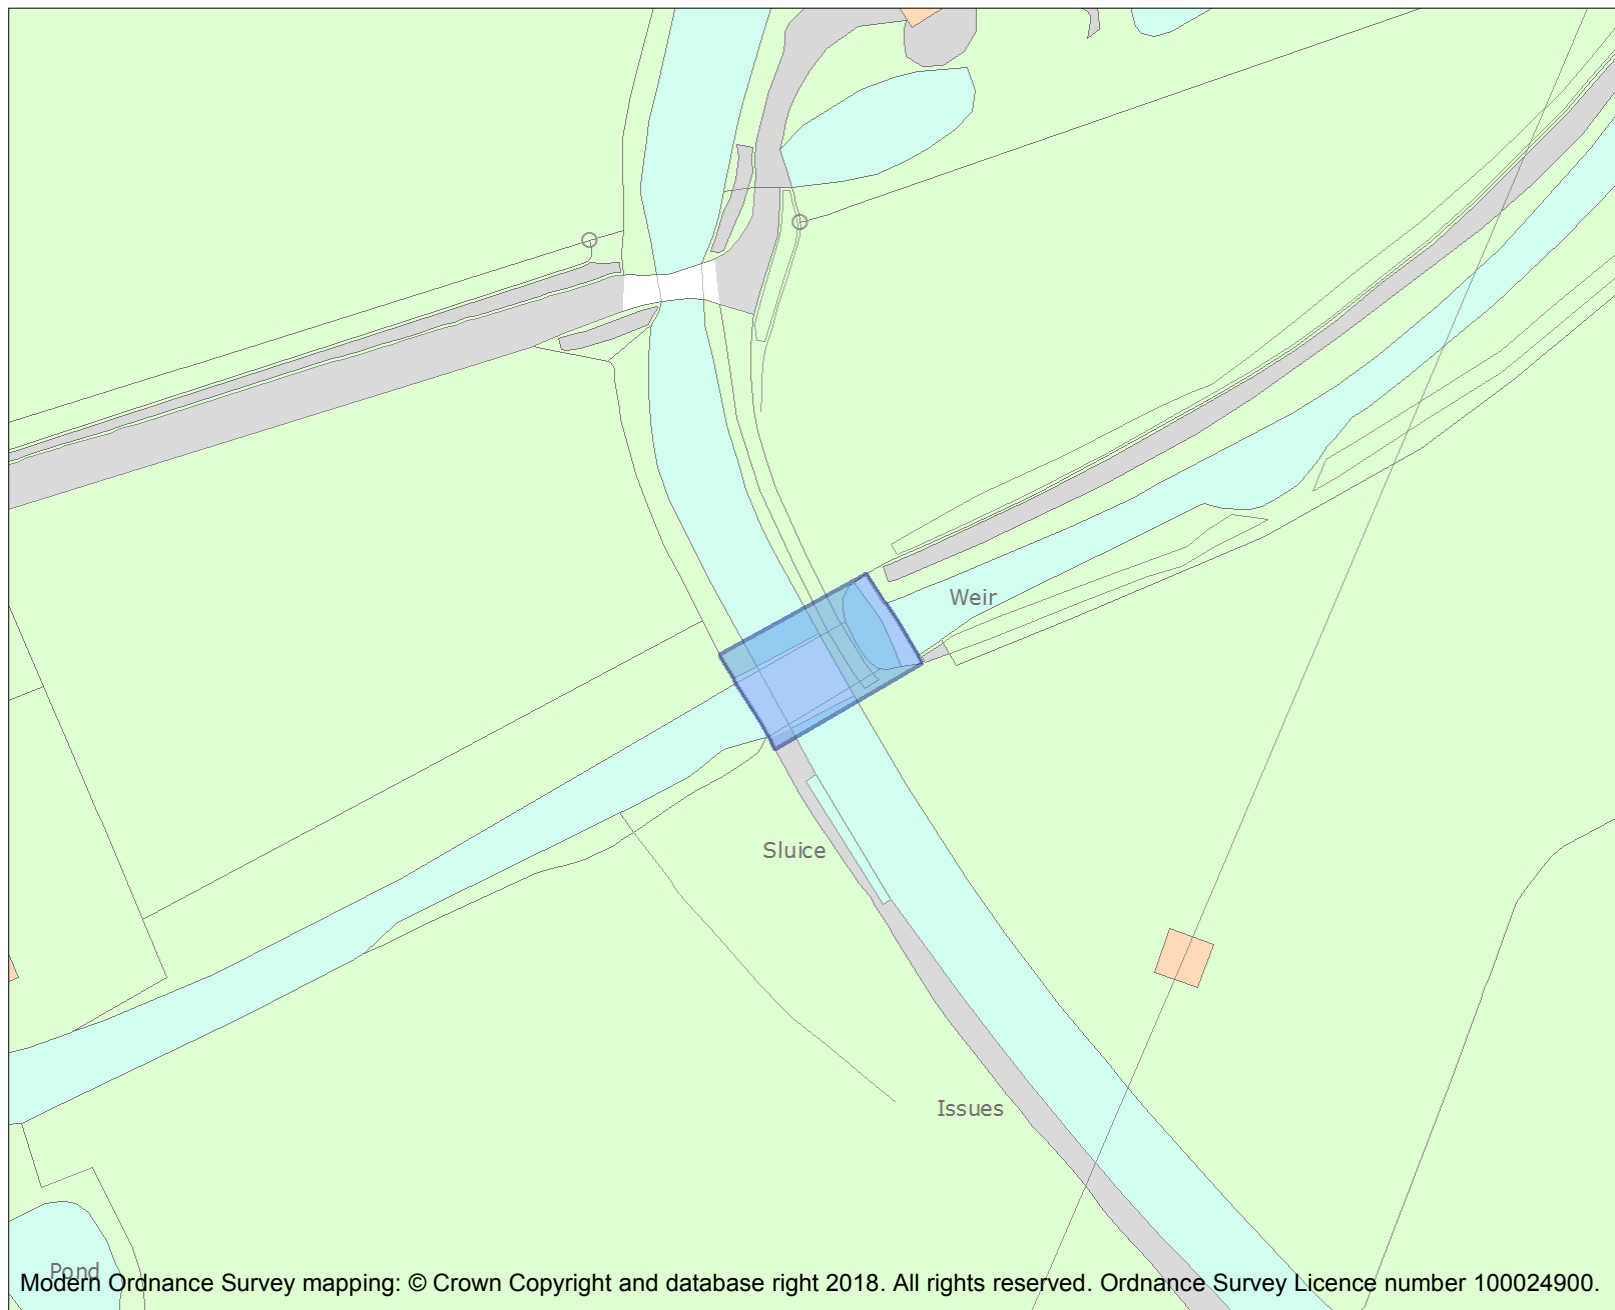 Weir
Sluice
Issues
Pond
Modern Ordnance Survey mapping: © Crown Copyright and database right 2018. All rights reserved. Ordnance Survey Licence number 100024900.